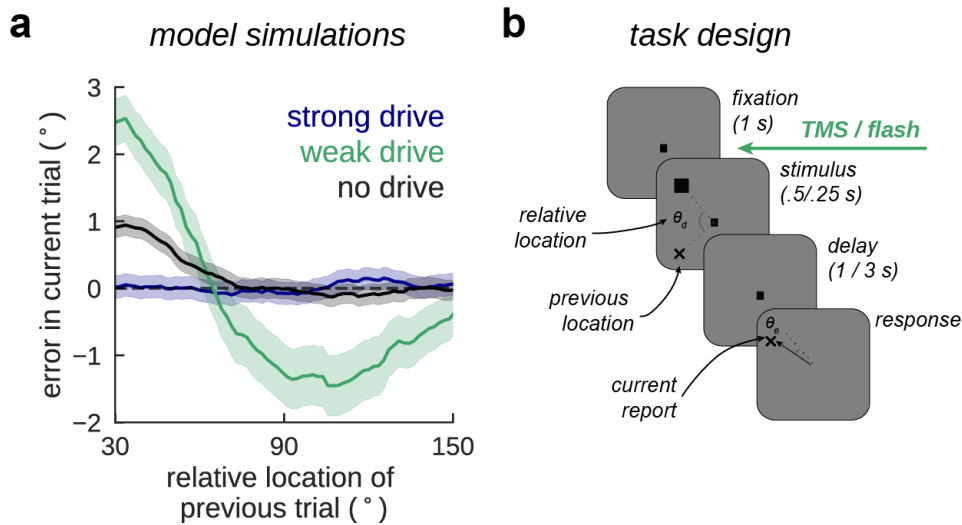 a
model simulations
3
2
1
0
−1
−2
error in current trial (°)
strong drive
weak drive
no drive
30
90
150
relative location of
previous trial (°)
b
task design
fixation
(1 s)
TMS / flash
stimulus
(.5/.25 s)
relative
location
θd
delay
(1 / 3 s)
previous
location
θe
response
current
report